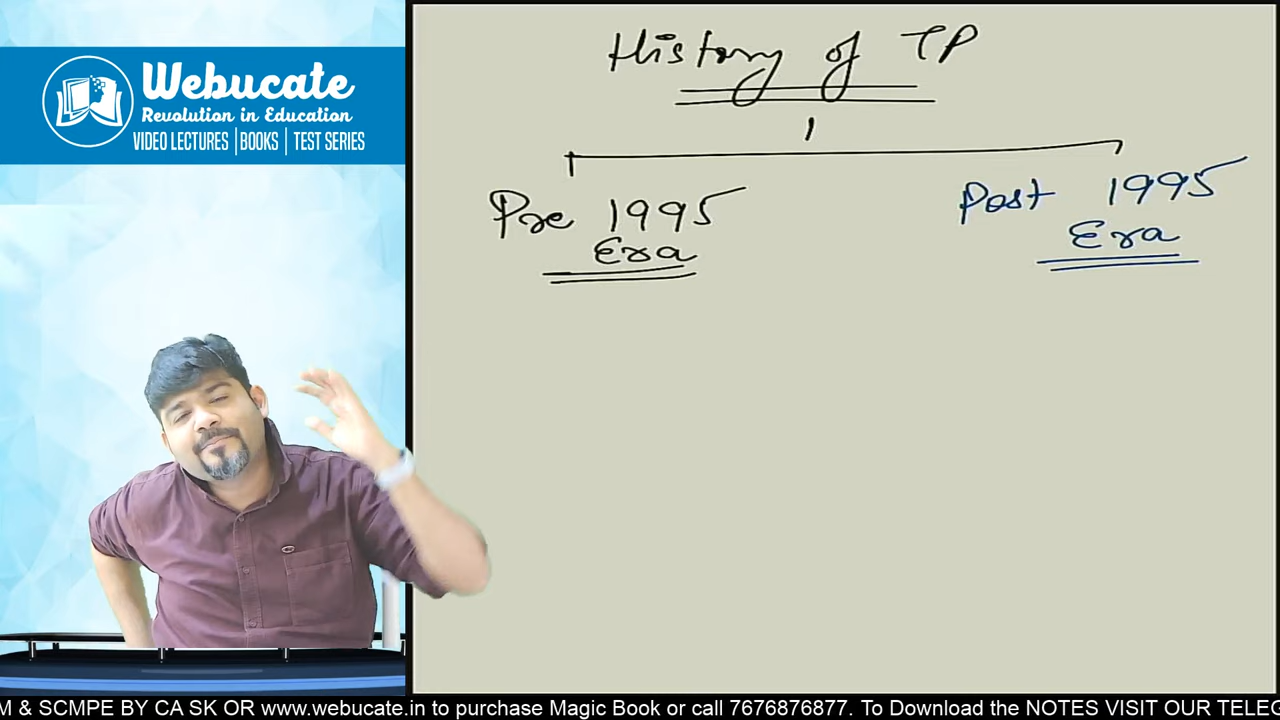 Webucate
Revolution in Education
VIDEO LECTURES | BOOKS | TEST SERIES
History of TP
Pre 1995
Era
Post 1995
Era
M & SCMPE BY CA SK OR www.webucate.in to purchase Magic Book or call 7676876877. To Download the NOTES VISIT OUR TELEG